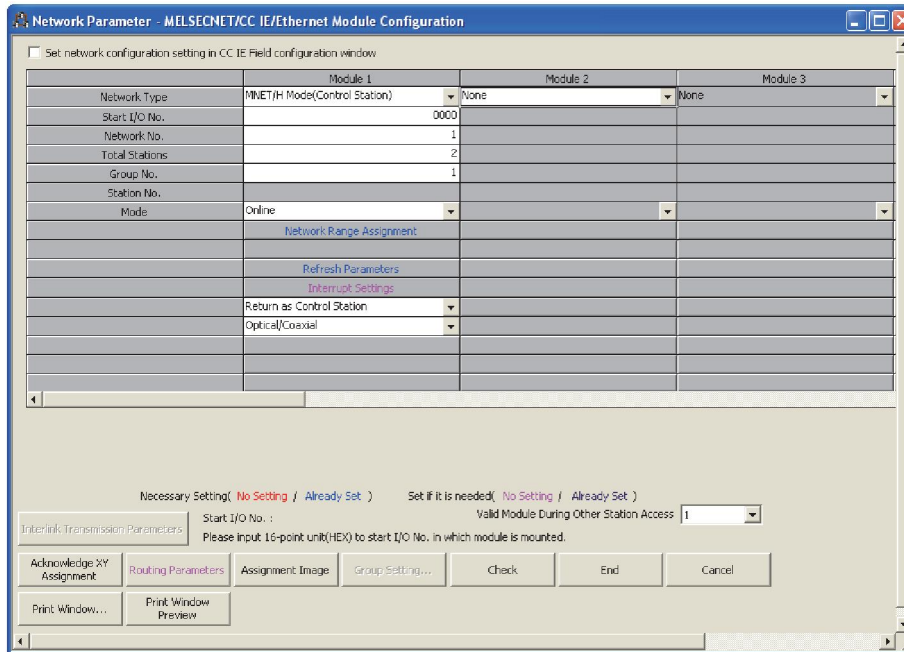 Network Parameter - MELSECNET/CC IE/Ethernet Module Configuration
Set network configuration setting in CC IE Field configuration window
Module 1 Module 2 Module 3
Network Type MNET/H Mode(Control Station) None None
Start I/O No. 0000
Network No. 1
Total Stations 2
Group No. 1
Station No.
Mode Online
Network Range Assignment
Refresh Parameters
Interrupt Settings
Return as Control Station
Optical/Coaxial
Necessary Setting( No Setting / Already Set ) Set if it is needed( No Setting / Already Set )
Interlink Transmission Parameters
Start I/O No. : Valid Module During Other Station Access 1
Please input 16-point unit(HEX) to start I/O No. in which module is mounted.
Acknowledge XY
Assignment
Routing Parameters Assignment Image Group Setting... Check End Cancel
Print Window...
Print Window
Preview